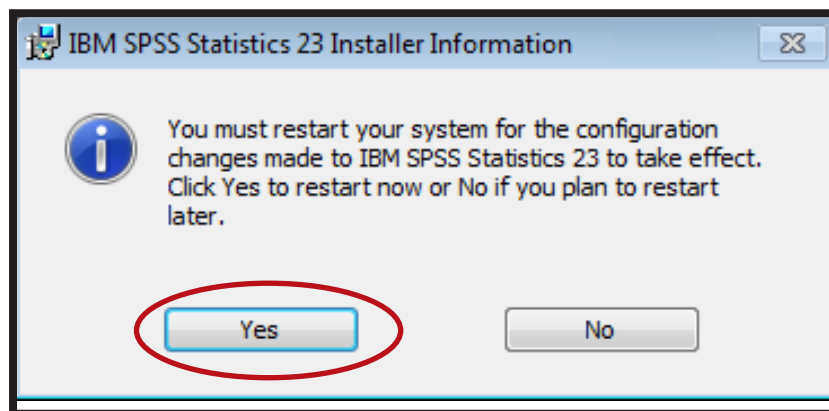 IBM SPSS Statistics 23 Installer Information
You must restart your system for the configuration
changes made to IBM SPSS Statistics 23 to take effect.
Click Yes to restart now or No if you plan to restart
later.
Yes
No